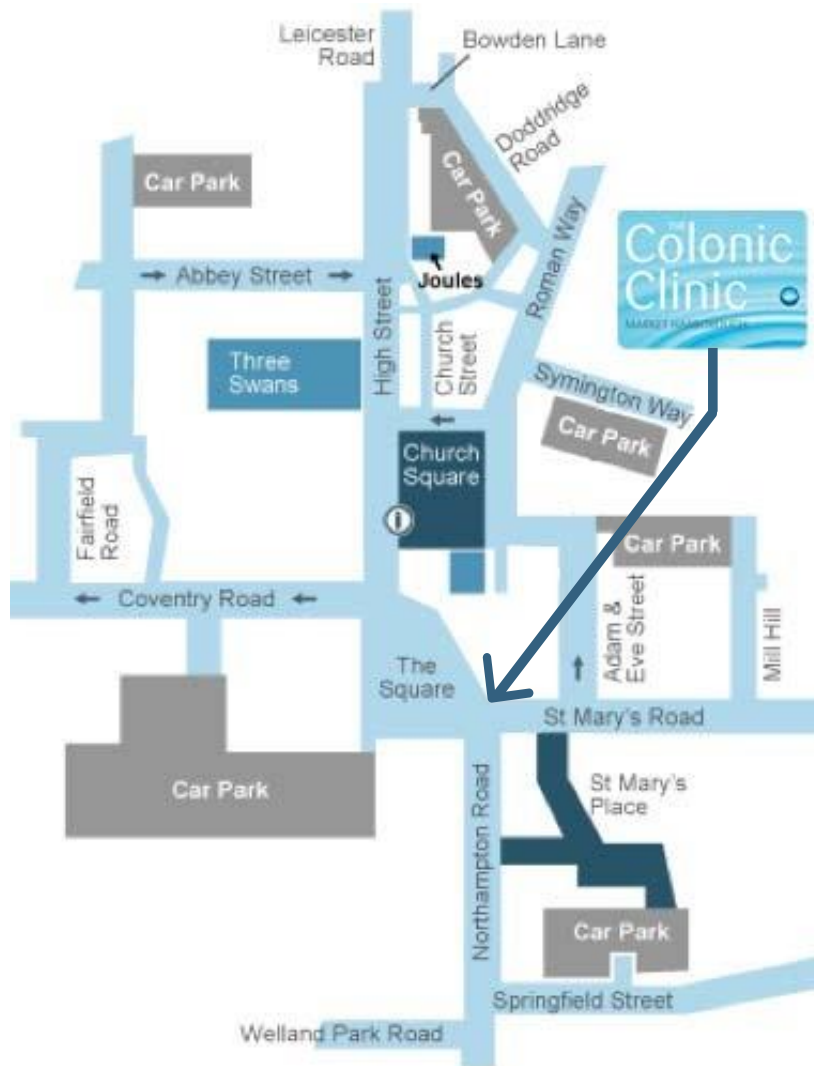 Leicester
Road
Bowden Lane
Doddridge
Road
Car Park
Car Park
Roman Way
THE
Colonic
Clinic
MARKET HARBOROUGH
Abbey Street
Joules
High Street
Church
Street
Three
Swans
Symington Way
Car Park
Church
Square
i
Fairfield
Road
Car Park
Coventry Road
Adam &
Eve Street
Mill Hill
The
Square
St Mary's Road
Car Park
Northampton Road
St Mary's
Place
Car Park
Springfield Street
Welland Park Road